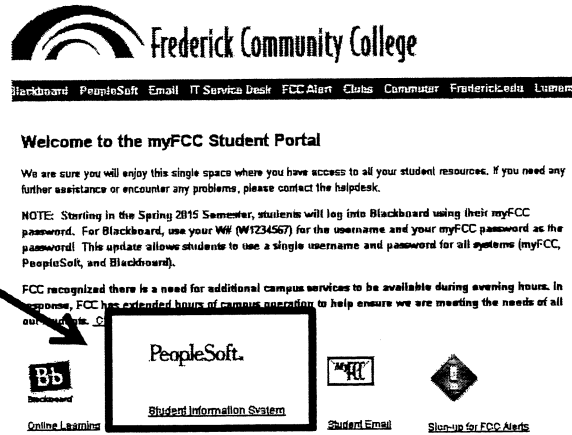 Frederick Community College
Blackboard PeopleSoft Email IT Service Desk FCC Alert Clubs Commuter Frederick.edu Lumens
Welcome to the myFCC Student Portal
We are sure you will enjoy this single space where you have access to all your student resources. If you need any
further assistance or encounter any problems, please contact the helpdesk.
NOTE: Starting in the Spring 2015 Semester, students will log into Blackboard using their myFCC
password. For Blackboard, use your W# (W1234567) for the username and your myFCC password as the
password! This update allows students to use a single username and password for all systems (myFCC,
PeopleSoft, and Blackboard).
FCC recognized there is a need for additional campus services to be available during evening hours. In
response, FCC has extended hours of campus operation to help ensure we are meeting the needs of all
our students. C
Bb
Blackboard
Online Learning
PeopleSoft.
Student Information System
MyFCC
Student Email
Sign-up for FCC Alerts